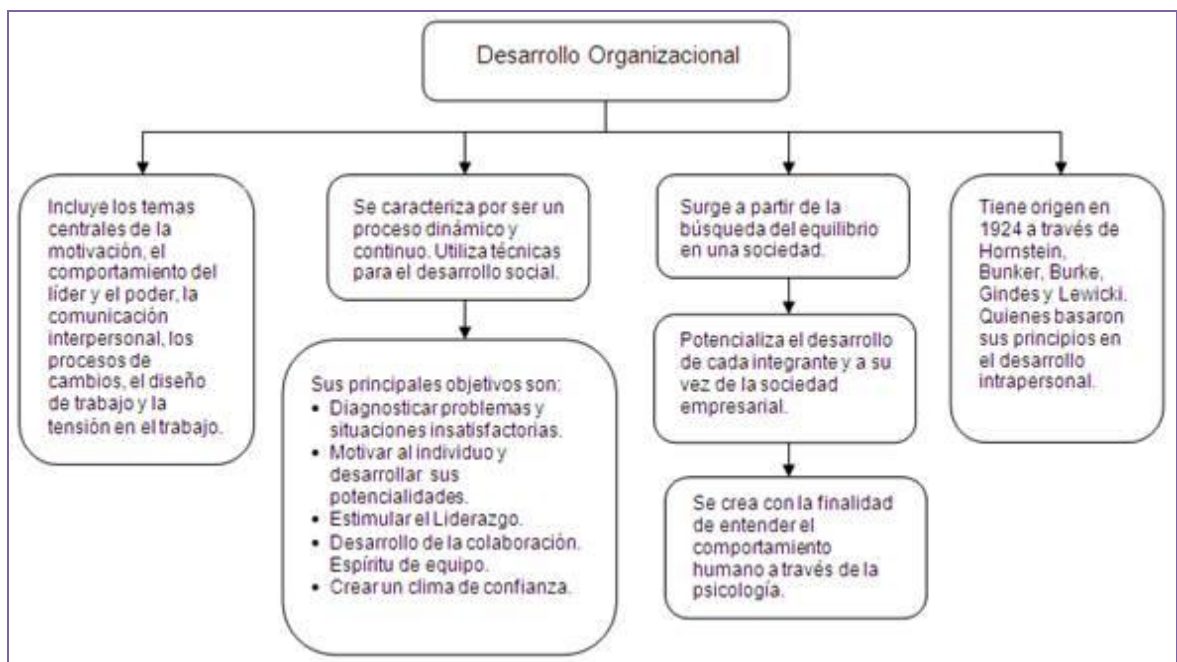 Desarrollo Organizacional
Incluye los temas
centrales de la
motivación, el
comportamiento del
líder y el poder, la
comunicación
interpersonal, los
procesos de
cambios, el diseño
de trabajo y la
tensión en el trabajo.
Se caracteriza por ser un
proceso dinámico y
continuo. Utiliza técnicas
para el desarrollo social.
Sus principales objetivos son:
• Diagnosticar problemas y
situaciones insatisfactorias.
• Motivar al individuo y
desarrollar sus
potencialidades.
• Estimular el Liderazgo.
• Desarrollo de la colaboración.
Espíritu de equipo.
• Crear un clima de confianza.
Surge a partir de la
búsqueda del equilibrio
en una sociedad.
Potencializa el desarrollo
de cada integrante y a su
vez de la sociedad
empresarial.
Se crea con la finalidad
de entender el
comportamiento
humano a través de la
psicología.
Tiene origen en
1924 a través de
Hornstein,
Bunker, Burke,
Gindes y Lewicki.
Quienes basaron
sus principios en
el desarrollo
intrapersonal.